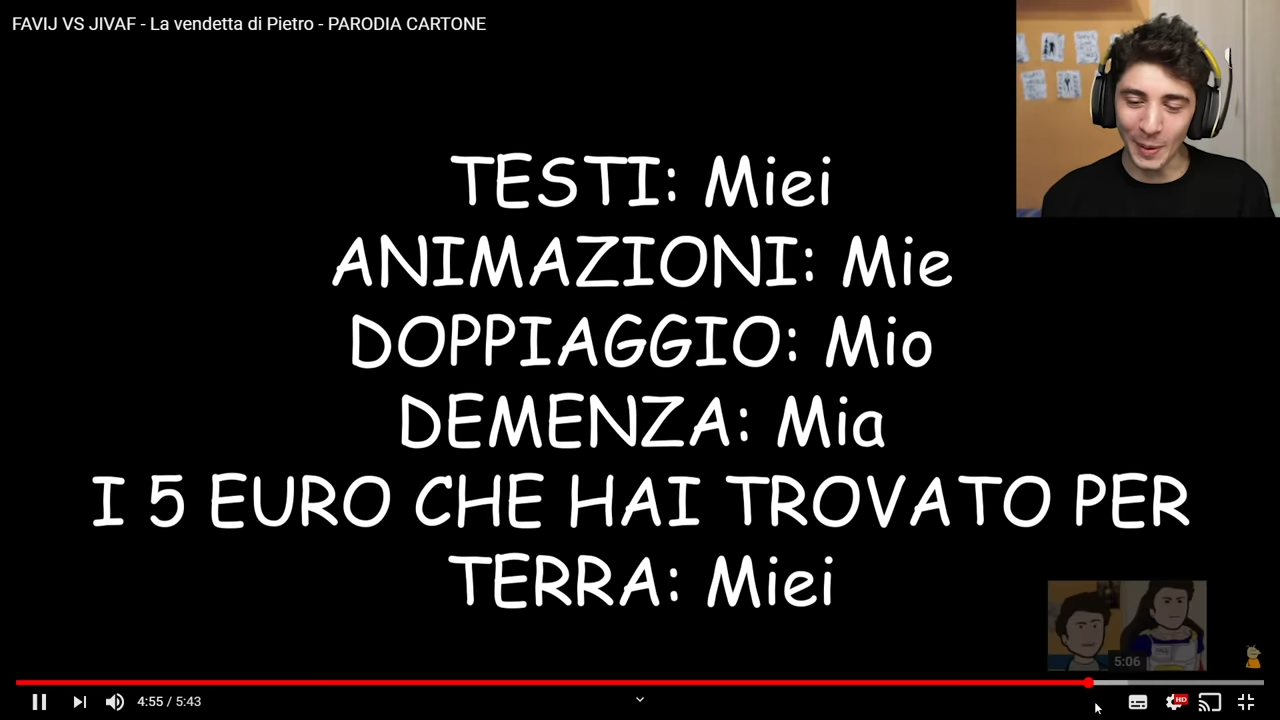 FAVIJ VS JIVAF - La vendetta di Pietro - PARODIA CARTONE
TESTI: Miei
ANIMAZIONI: Mie
DOPPIAGGIO: Mio
DEMENZA: Mia
I 5 EURO CHE HAI TROVATO PER
TERRA: Miei
5:06
4:55 / 5:43
HD